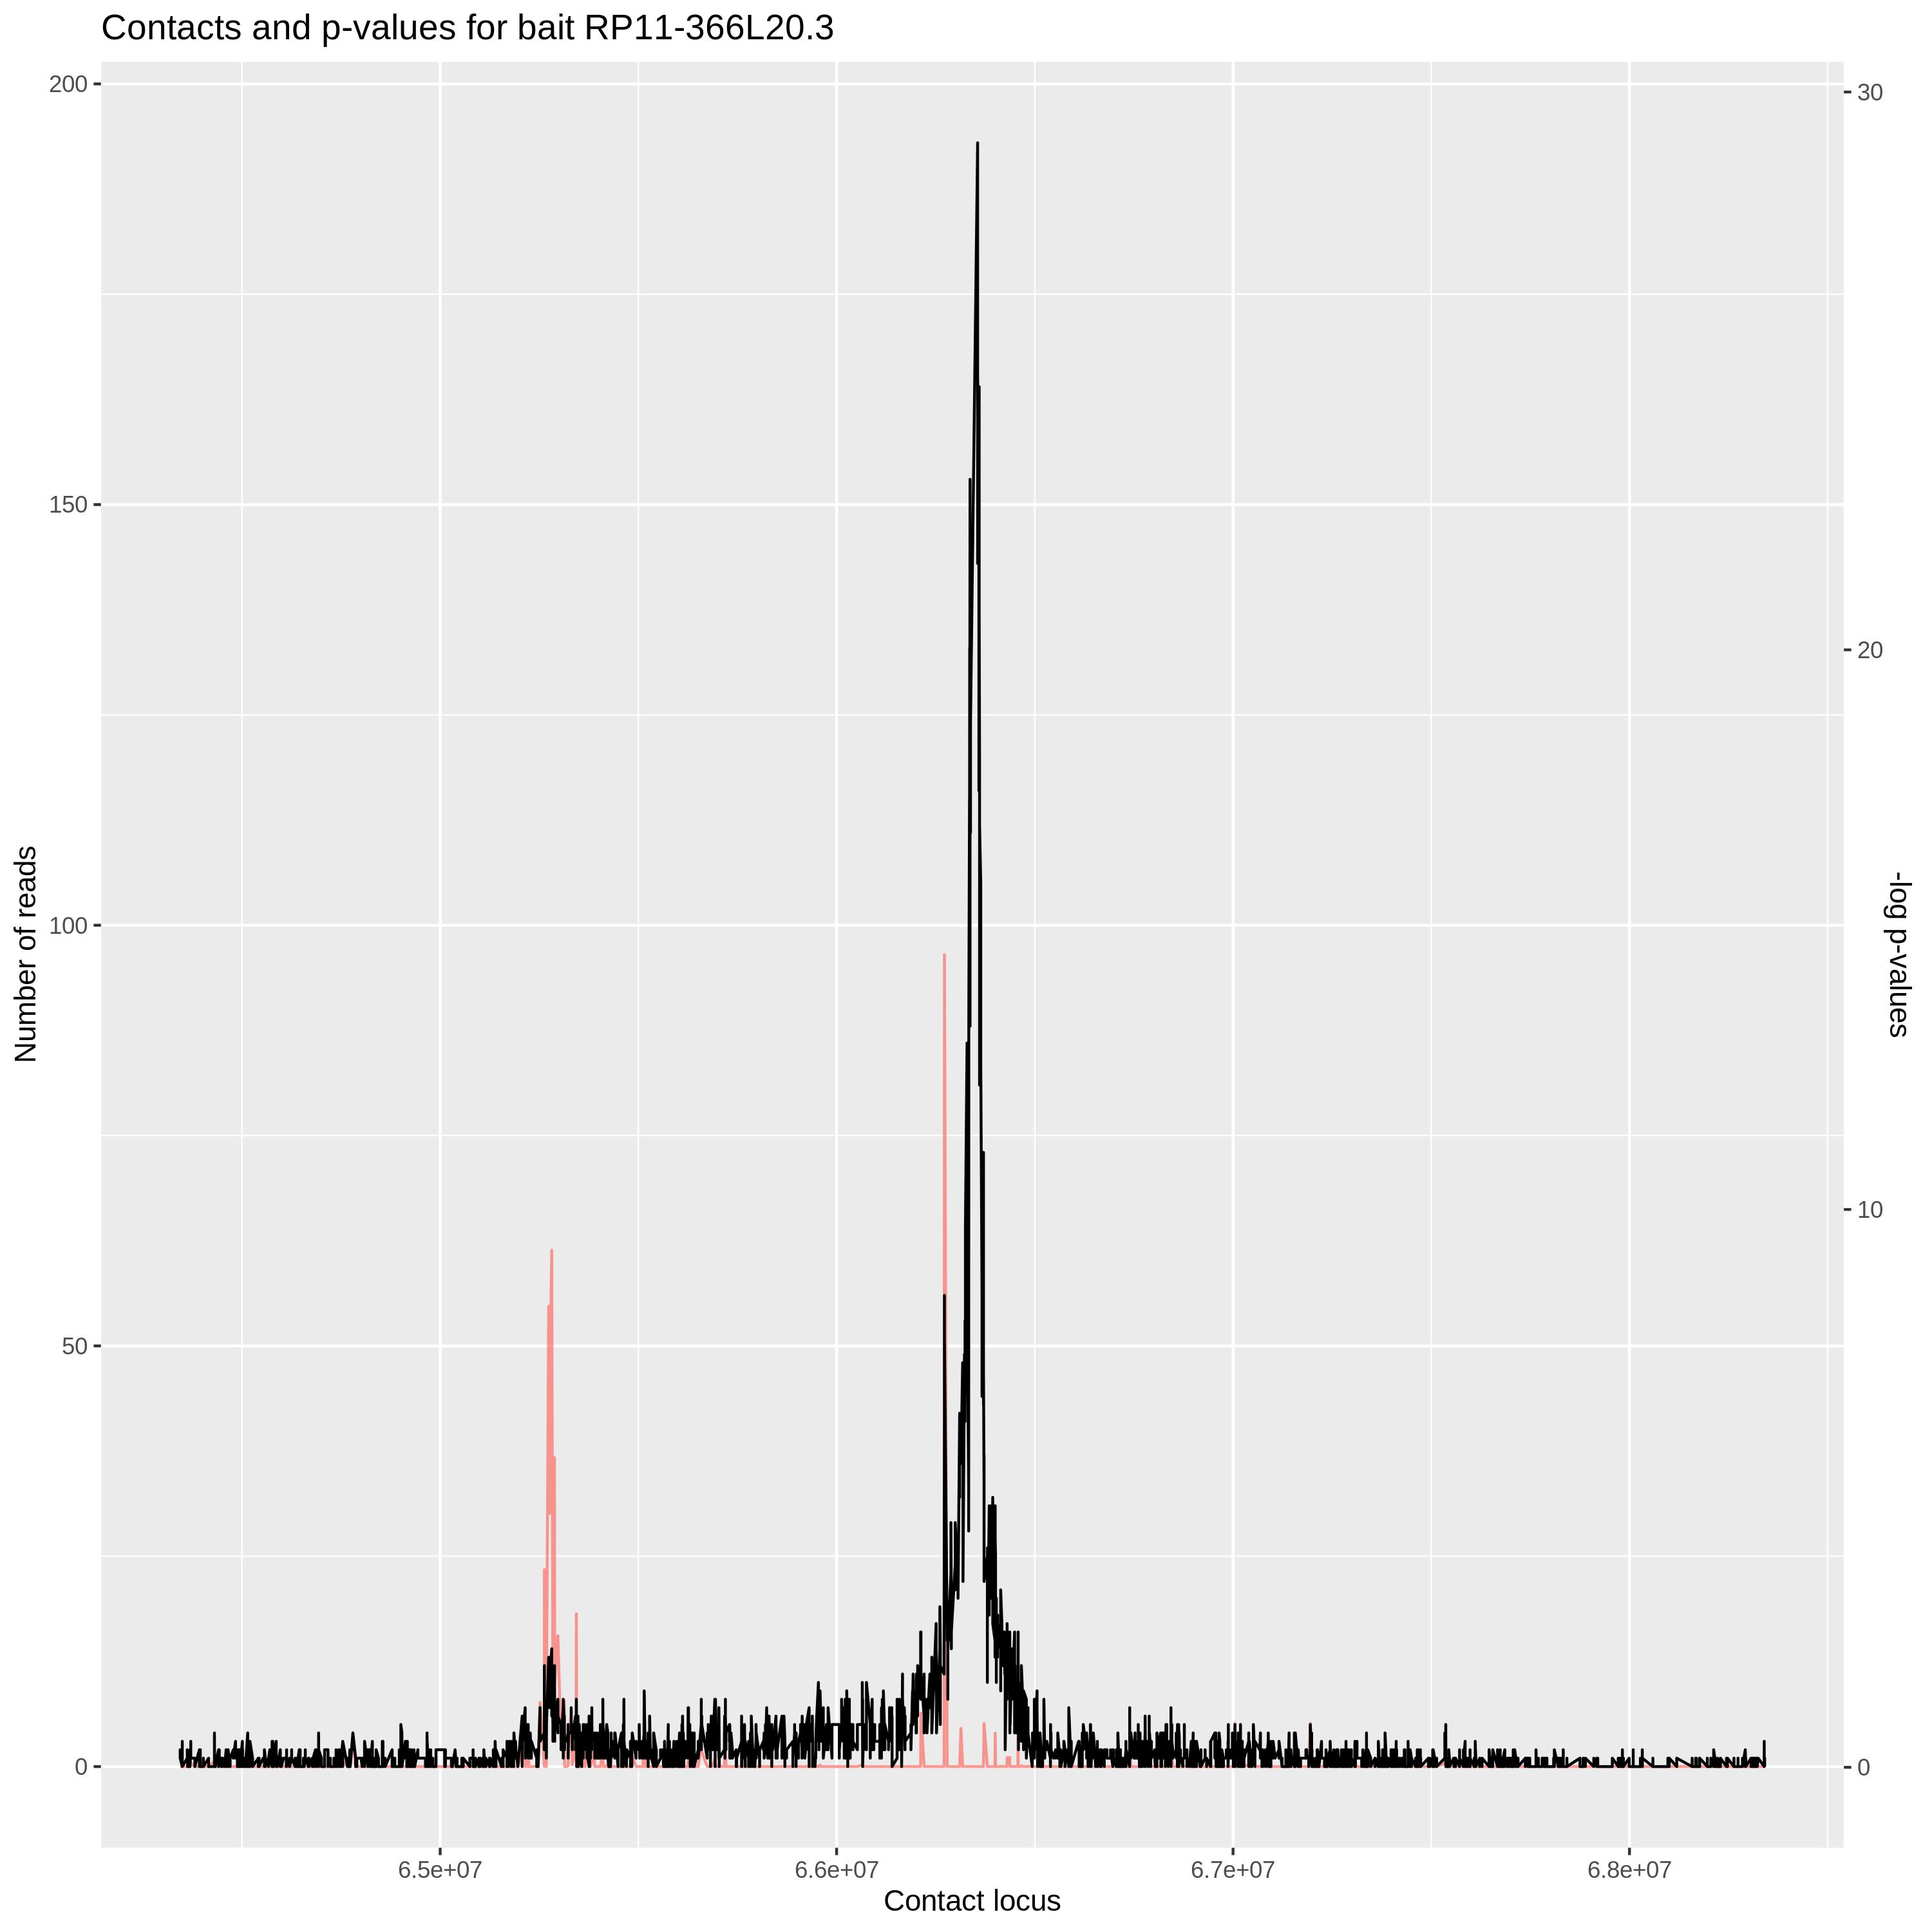 Contacts and p-values for bait RP11-366L20.3
200
150
100
50
0
30
20
10
0
Number of reads
-log p-values
6.5e+07 6.6e+07 6.7e+07 6.8e+07
Contact locus